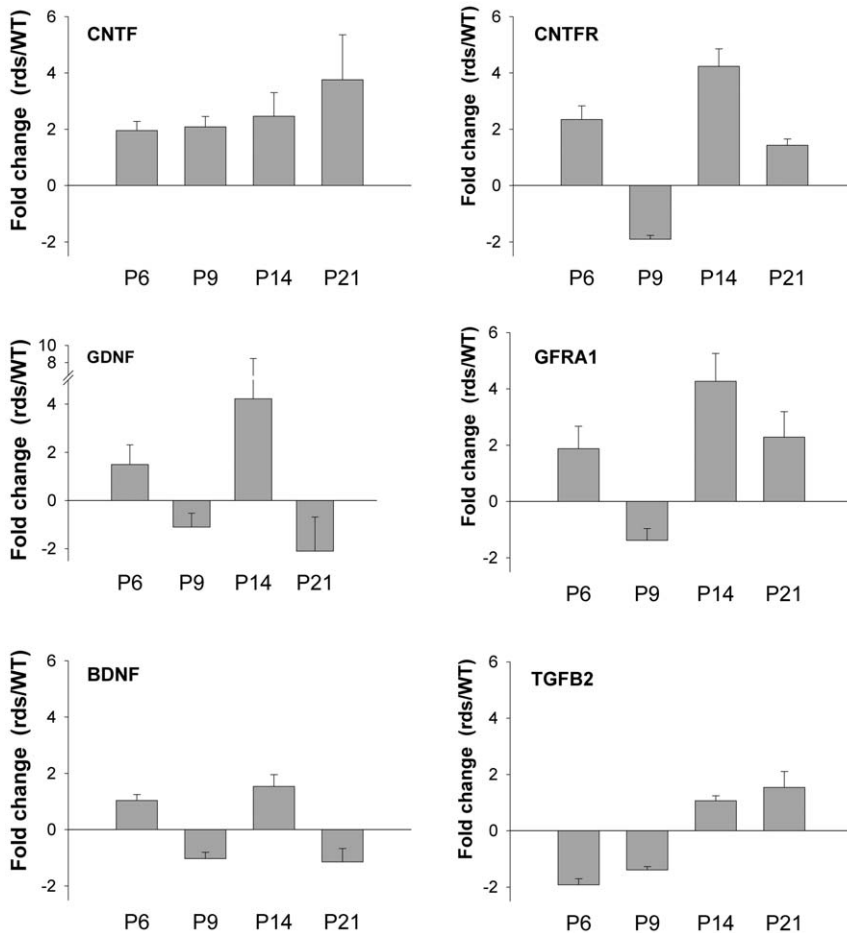 CNTF
Fold change (rds/WT)
6
4
2
0
-2
P6 P9 P14 P21
CNTFR
Fold change (rds/WT)
6
4
2
0
-2
P6 P9 P14 P21
GDNF
Fold change (rds/WT)
10
8
4
2
0
-2
P6 P9 P14 P21
GFRA1
Fold change (rds/WT)
6
4
2
0
-2
P6 P9 P14 P21
BDNF
Fold change (rds/WT)
6
4
2
0
-2
P6 P9 P14 P21
TGFB2
Fold change (rds/WT)
6
4
2
0
-2
P6 P9 P14 P21